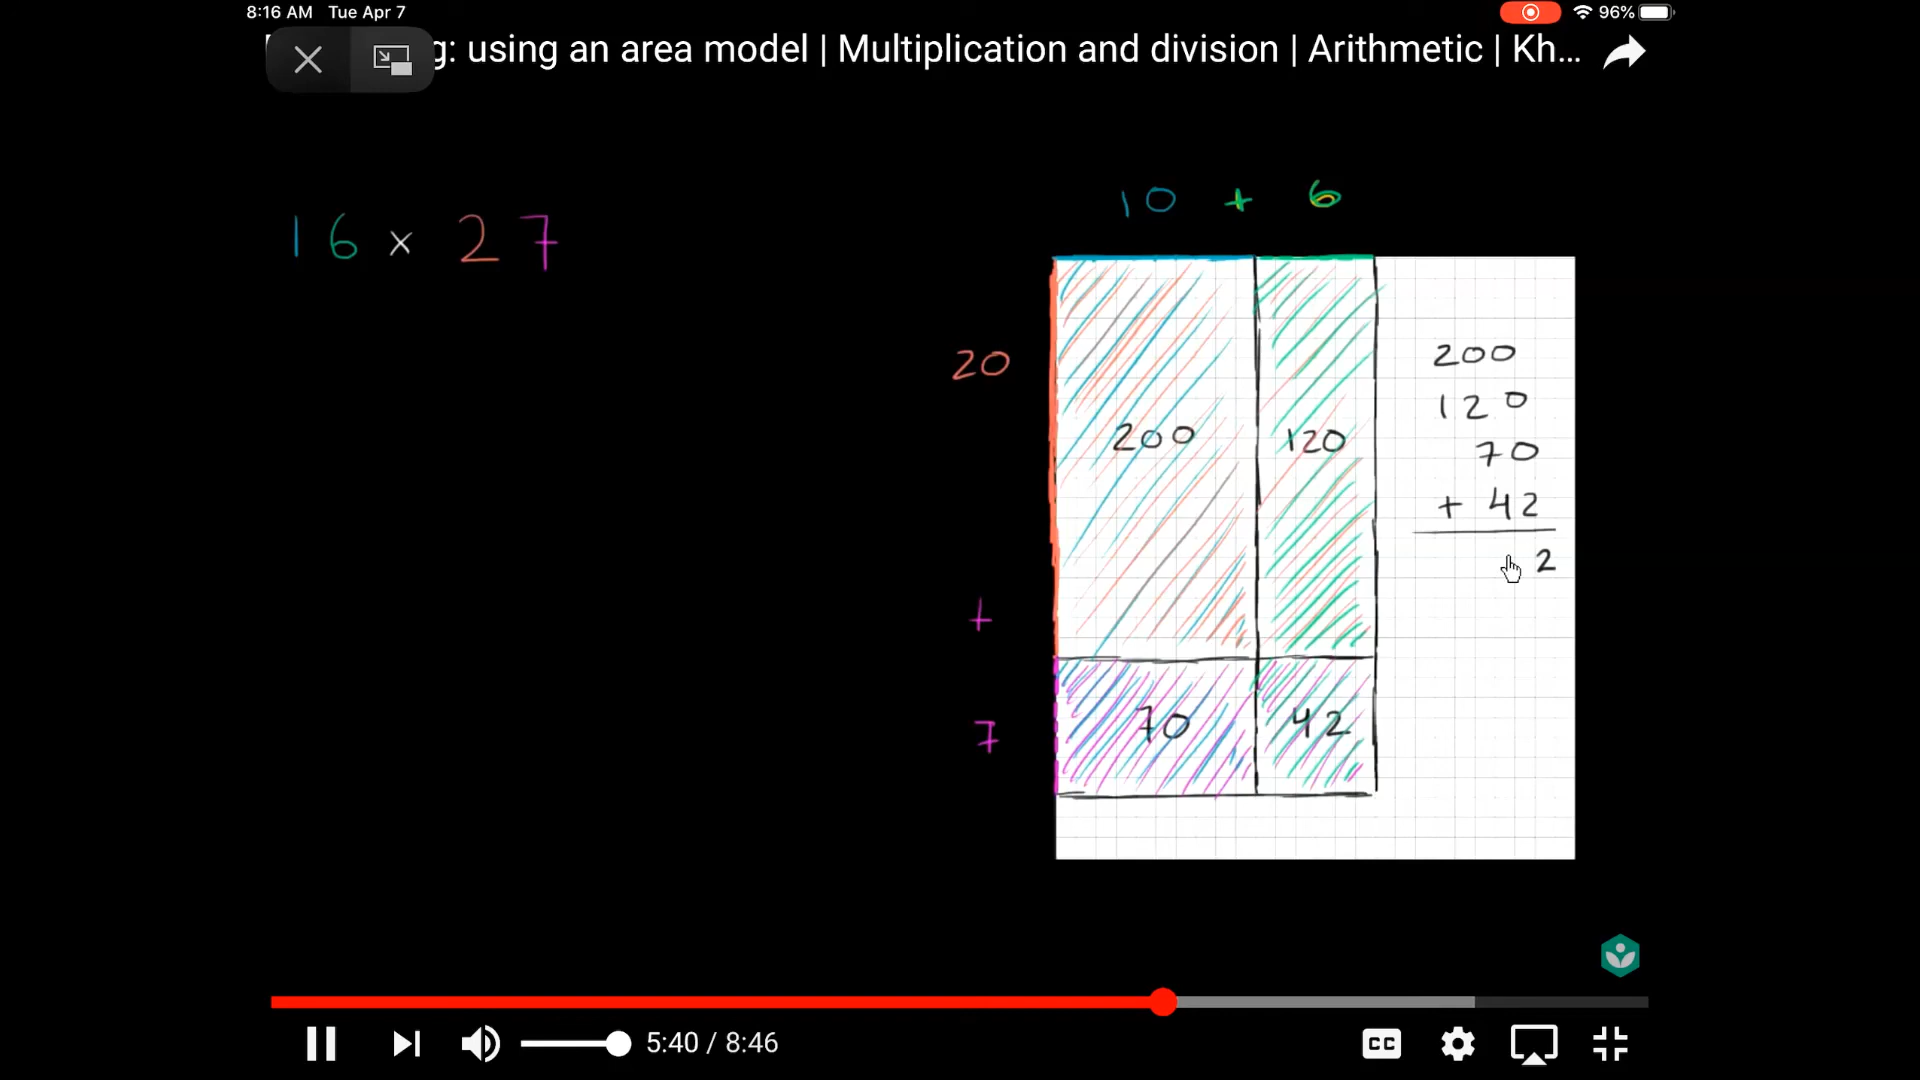 8:16 AM Tue Apr 7
96%
g: using an area model | Multiplication and division | Arithmetic | Kh...
16 × 27
10 + 6
20
200
120
+
7
70
42
200
120
70
+ 42
2
5:40 / 8:46
CC